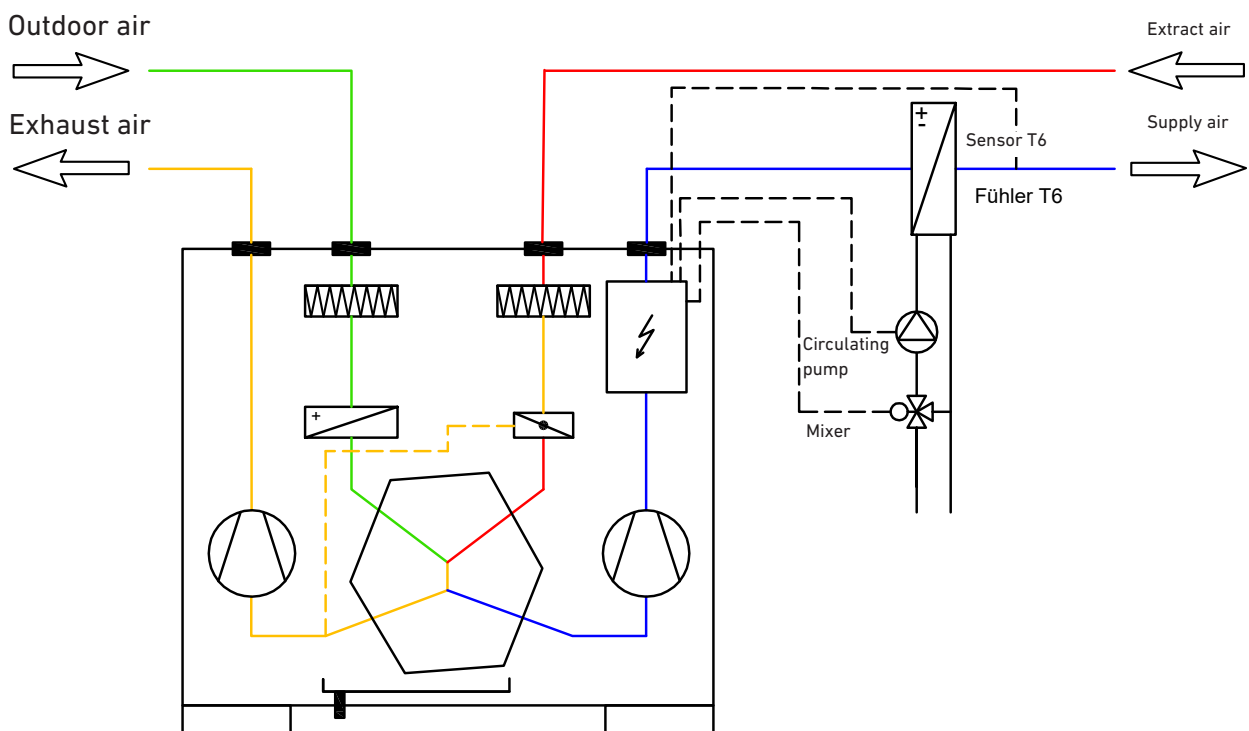 Outdoor air
Extract air
Exhaust air
Supply air
+
-
Sensor T6
Fühler T6
Circulating
pump
+
Mixer